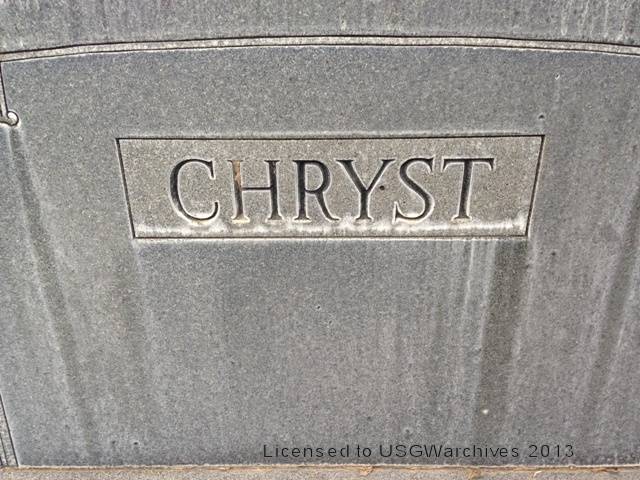 CHRYST
Licensed to USGWarchives 2013